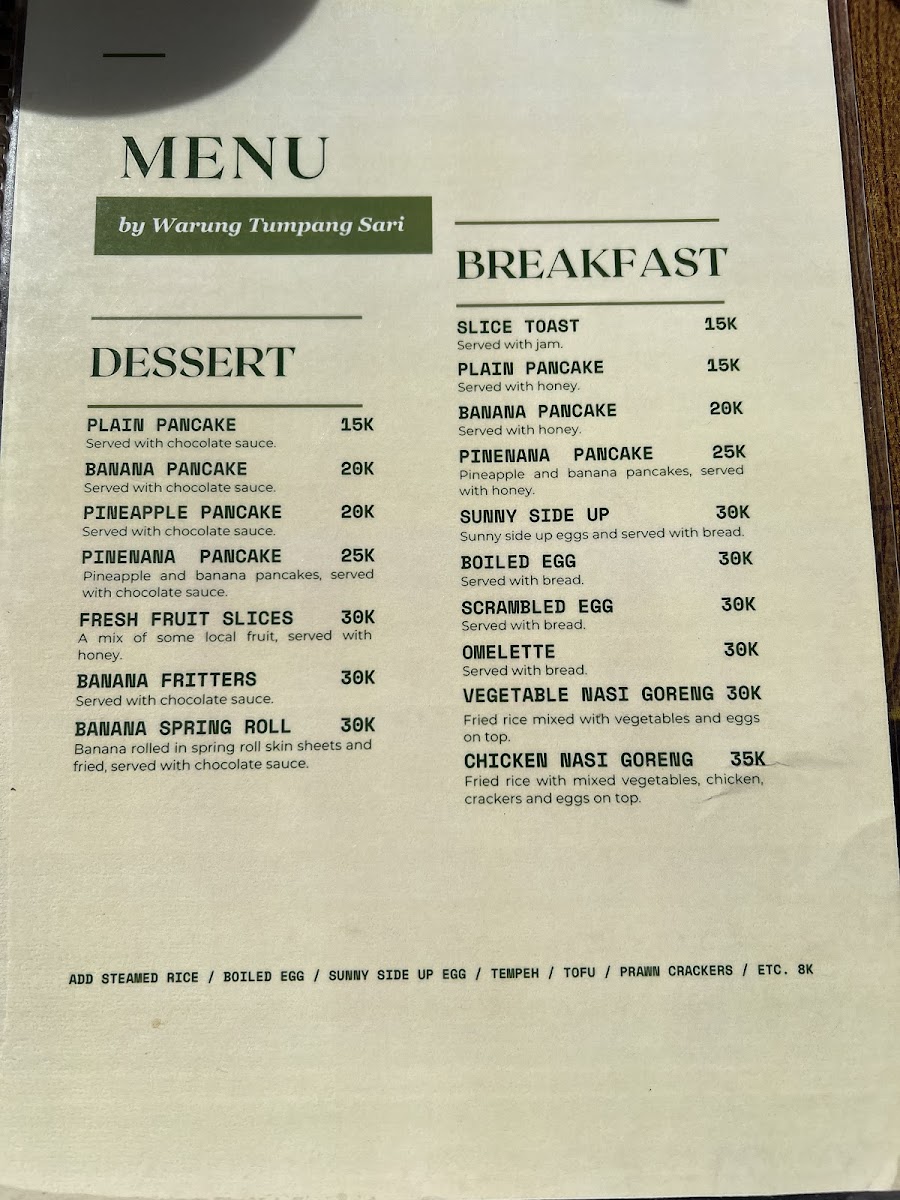 MENU
by Warung Tumpang Sari
DESSERT
PLAIN PANCAKE 15K
Served with chocolate sauce.
BANANA PANCAKE 20K
Served with chocolate sauce.
PINEAPPLE PANCAKE 20K
Served with chocolate sauce.
PINENANA PANCAKE 25K
Pineapple and banana pancakes, served
with chocolate sauce.
FRESH FRUIT SLICES 30K
A mix of some local fruit, served with
honey.
BANANA FRITTERS 30K
Served with chocolate sauce.
BANANA SPRING ROLL 30K
Banana rolled in spring roll skin sheets and
fried, served with chocolate sauce.
BREAKFAST
SLICE TOAST 15K
Served with jam.
PLAIN PANCAKE 15K
Served with honey.
BANANA PANCAKE 20K
Served with honey.
PINENANA PANCAKE 25K
Pineapple and banana pancakes, served
with honey.
SUNNY SIDE UP 30K
Sunny side up eggs and served with bread.
BOILED EGG 30K
Served with bread.
SCRAMBLED EGG 30K
Served with bread.
OMELETTE 30K
Served with bread.
VEGETABLE NASI GORENG 30K
Fried rice mixed with vegetables and eggs
on top.
CHICKEN NASI GORENG 35K
Fried rice with mixed vegetables, chicken,
crackers and eggs on top.
ADD STEAMED RICE / BOILED EGG / SUNNY SIDE UP EGG / TEMPEH / TOFU / PRAWN CRACKERS / ETC. 8K